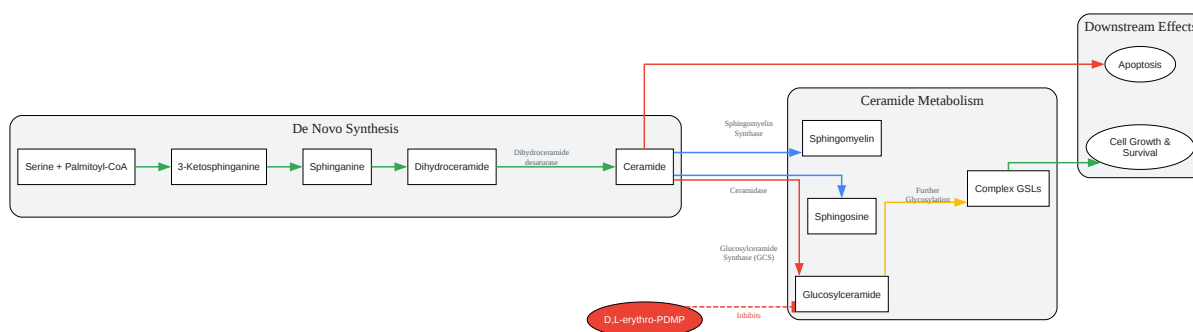 Downstream Effects
Apoptosis
Ceramide Metabolism
De Novo Synthesis
Sphingomyelin
Synthase
Sphingomyelin
Cell Growth &
Survival
Serine + Palmitoyl-CoA
3-Ketosphinganine
Sphinganine
Dihydroceramide
Dihydroceramide
desaturase
Ceramide
Ceramidase
Further
Glycosylation
Complex GSLs
Sphingosine
Glucosylceramide
Synthase (GCS)
Glucosylceramide
D,L-erythro-PDMP
Inhibits